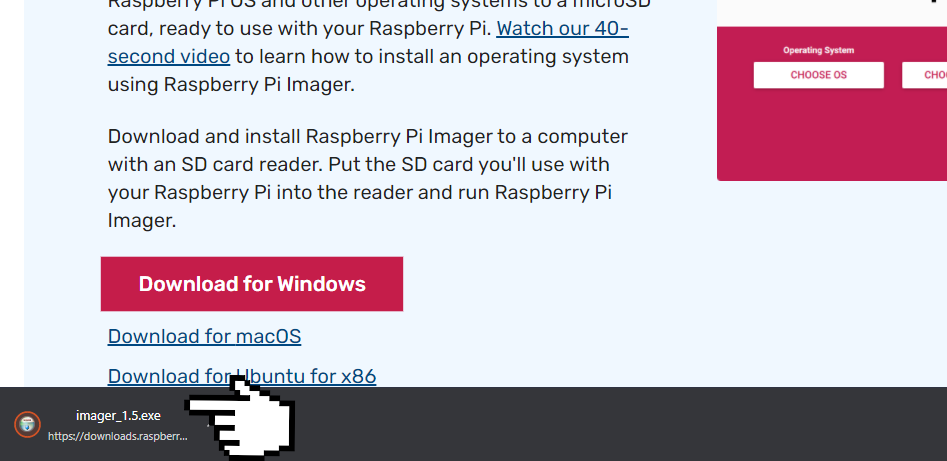 Raspberry Pi OS and other operating systems to a microSD
card, ready to use with your Raspberry Pi. Watch our 40-
second video to learn how to install an operating system
using Raspberry Pi Imager.
Download and install Raspberry Pi Imager to a computer
with an SD card reader. Put the SD card you'll use with
your Raspberry Pi into the reader and run Raspberry Pi
Imager.
Download for Windows
Download for macOS
Download for Ubuntu for x86
Operating System
CHOOSE OS
CHOO
imager_1.5.exe
https://downloads.raspberr...